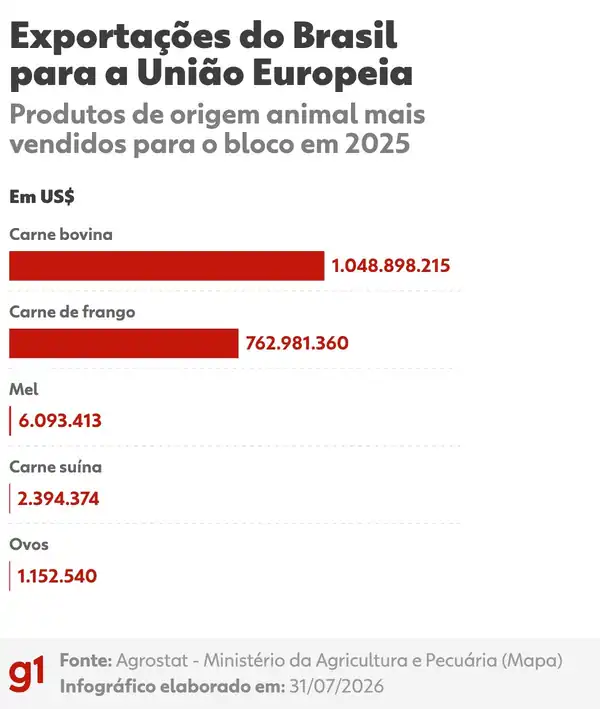 Exportações do Brasil
para a União Europeia
Produtos de origem animal mais
vendidos para o bloco em 2025
Em US$
Carne bovina
1.048.898.215
Carne de frango
762.981.360
Mel
6.093.413
Carne suína
2.394.374
Ovos
1.152.540
g1
Fonte: Agrostat - Ministério da Agricultura e Pecuária (Mapa)
Infográfico elaborado em: 31/07/2026